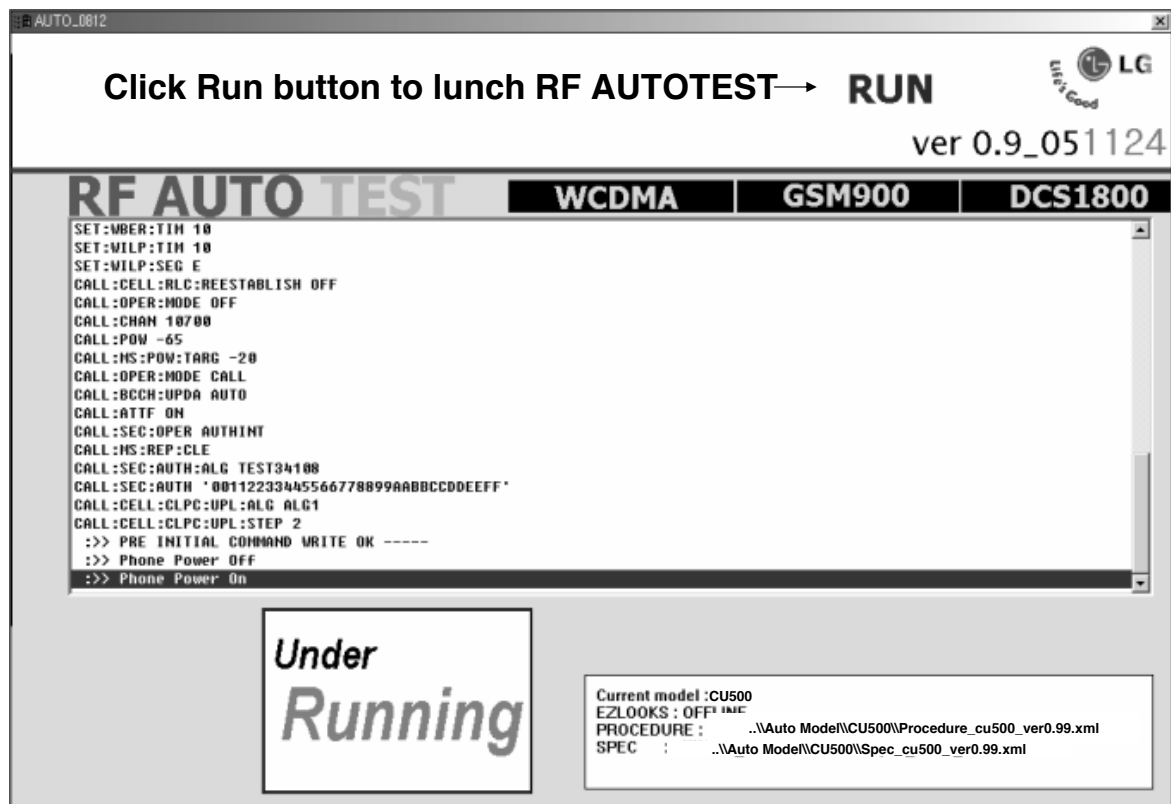 AUTO_0812
Click Run button to lunch RF AUTOTEST→ RUN
Life's Good LG
ver 0.9_051124
RF AUTO TEST WCDMA GSM900 DCS1800
SET:WBER:TIM 10
SET:WILP:TIM 10
SET:WILP:SEG E
CALL:CELL:RLC:REESTABLISH OFF
CALL:OPER:MODE OFF
CALL:CHAN 10700
CALL:POW -65
CALL:MS:POW:TARG -20
CALL:OPER:MODE CALL
CALL:BCCH:UPDA AUTO
CALL:ATTF ON
CALL:SEC:OPER AUTHINT
CALL:MS:REP:CLE
CALL:SEC:AUTH:ALG TEST34108
CALL:SEC:AUTH '00112233445566778899AABBCCDDEEFF'
CALL:CELL:CLPC:UPL:ALG ALG1
CALL:CELL:CLPC:UPL:STEP 2
:>> PRE INITIAL COMMAND WRITE OK -----
:>> Phone Power Off
:>> Phone Power On
Under
Running
Current model :CU500
EZLOOKS : OFFLINE
PROCEDURE : ..\\Auto Model\\CU500\\Procedure_cu500_ver0.99.xml
SPEC : ..\\Auto Model\\CU500\\Spec_cu500_ver0.99.xml